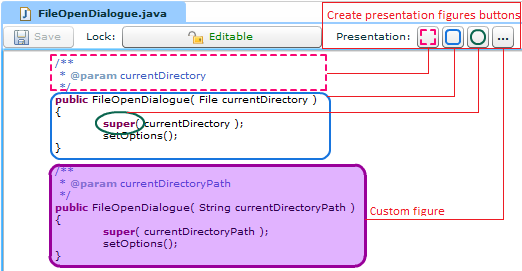 FileOpenDialogue.java
Create presentation figures buttons
Save Lock: Editable Presentation: ...
/**
* @param currentDirectory
*/
public FileOpenDialogue( File currentDirectory )
{
super( currentDirectory );
setOptions();
}
/**
* @param currentDirectoryPath
*/
public FileOpenDialogue( String currentDirectoryPath )
Custom figure
{
super( currentDirectoryPath );
setOptions();
}